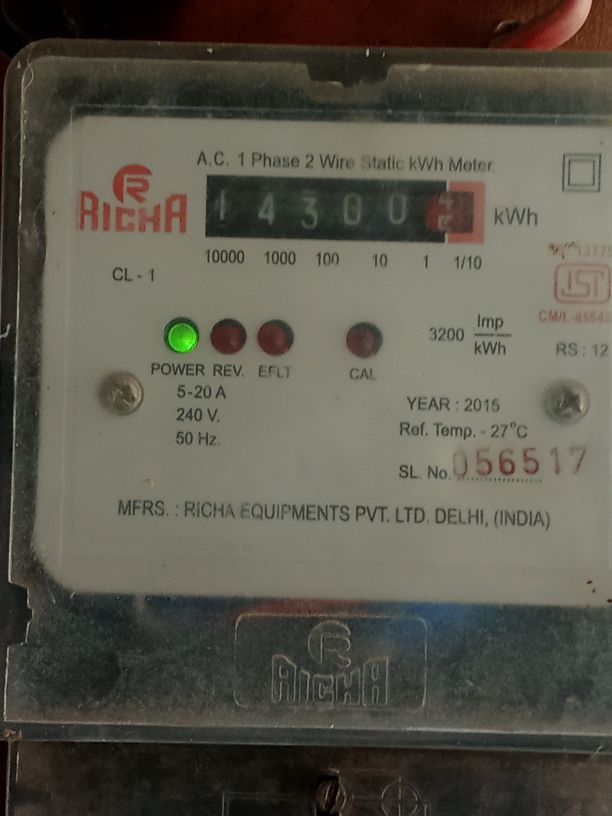 A.C. 1 Phase 2 Wire Static kWh Meter
RICHA
14300
kWh
10000 1000 100 10 1 1/10
CL - 1
3200 Imp
kWh
CM/L-
RS : 12
POWER REV. EFLT CAL
5-20 A
240 V.
50 Hz.
YEAR : 2015
Ref. Temp. - 27°C
SL. No. 056517
MFRS. : RICHA EQUIPMENTS PVT. LTD. DELHI, (INDIA)
RICHA